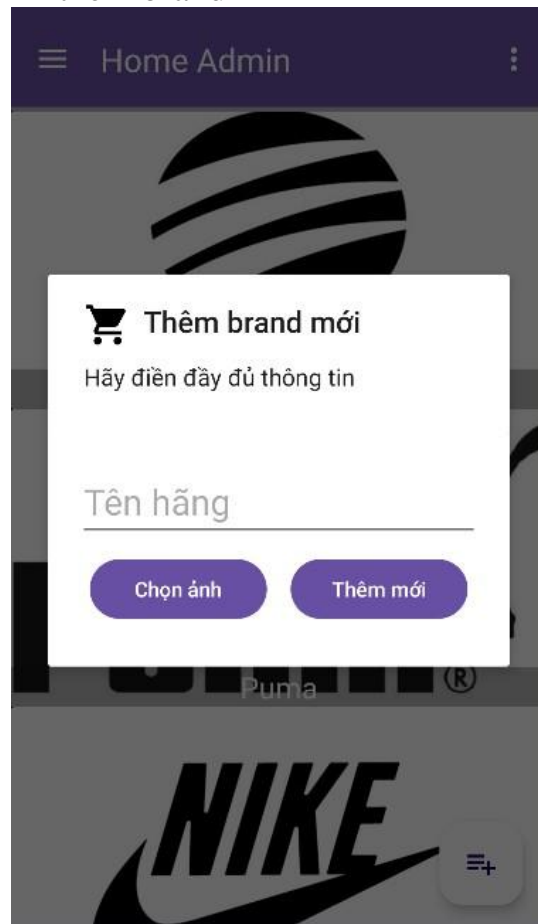 Home Admin
Thêm brand mới
Hãy điền đầy đủ thông tin
Tên hãng
Chọn ảnh
Thêm mới
Puma
NIKE